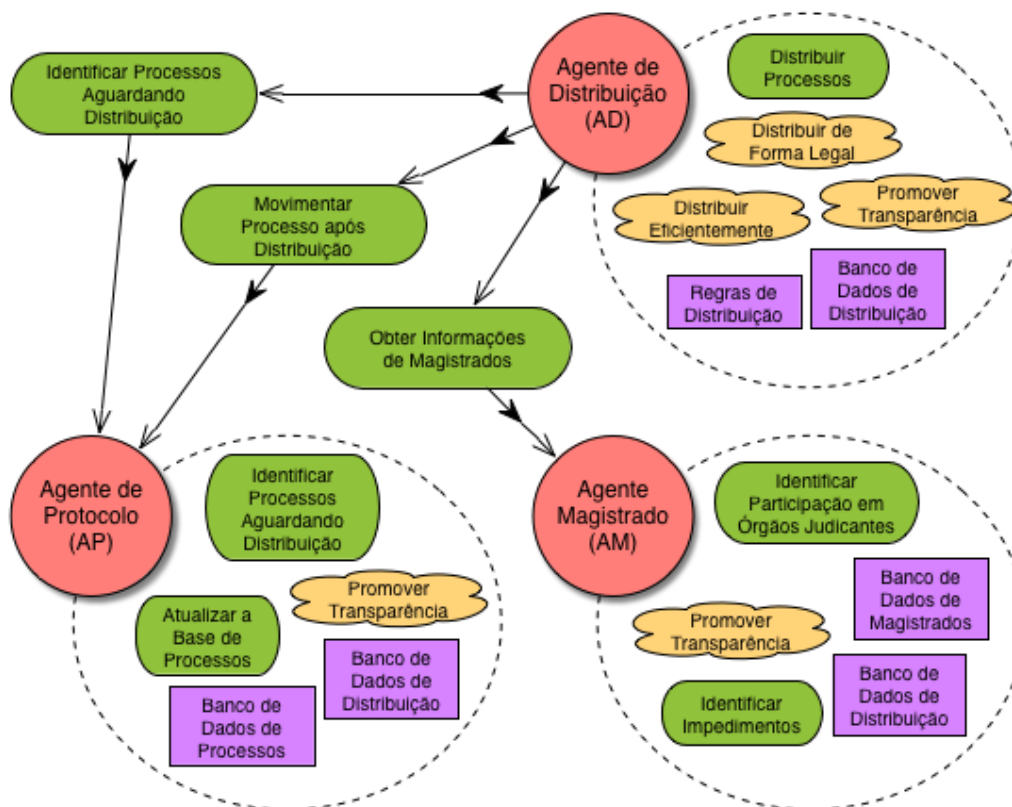 Identificar Processos
Aguardando
Distribuição
Agente de
Distribuição
(AD)
Distribuir
Processos
Distribuir de
Forma Legal
Movimentar
Processo após
Distribuição
Distribuir
Eficientemente
Promover
Transparência
Regras de
Distribuição
Banco de
Dados de
Distribuição
Obter Informações
de Magistrados
Agente de
Protocolo
(AP)
Identificar
Processos
Aguardando
Distribuição
Promover
Transparência
Atualizar a
Base de
Processos
Banco de
Dados de
Distribuição
Banco de
Dados de
Processos
Agente
Magistrado
(AM)
Identificar
Participação em
Órgãos Judicantes
Banco de
Dados de
Magistrados
Promover
Transparência
Banco de
Dados de
Distribuição
Identificar
Impedimentos